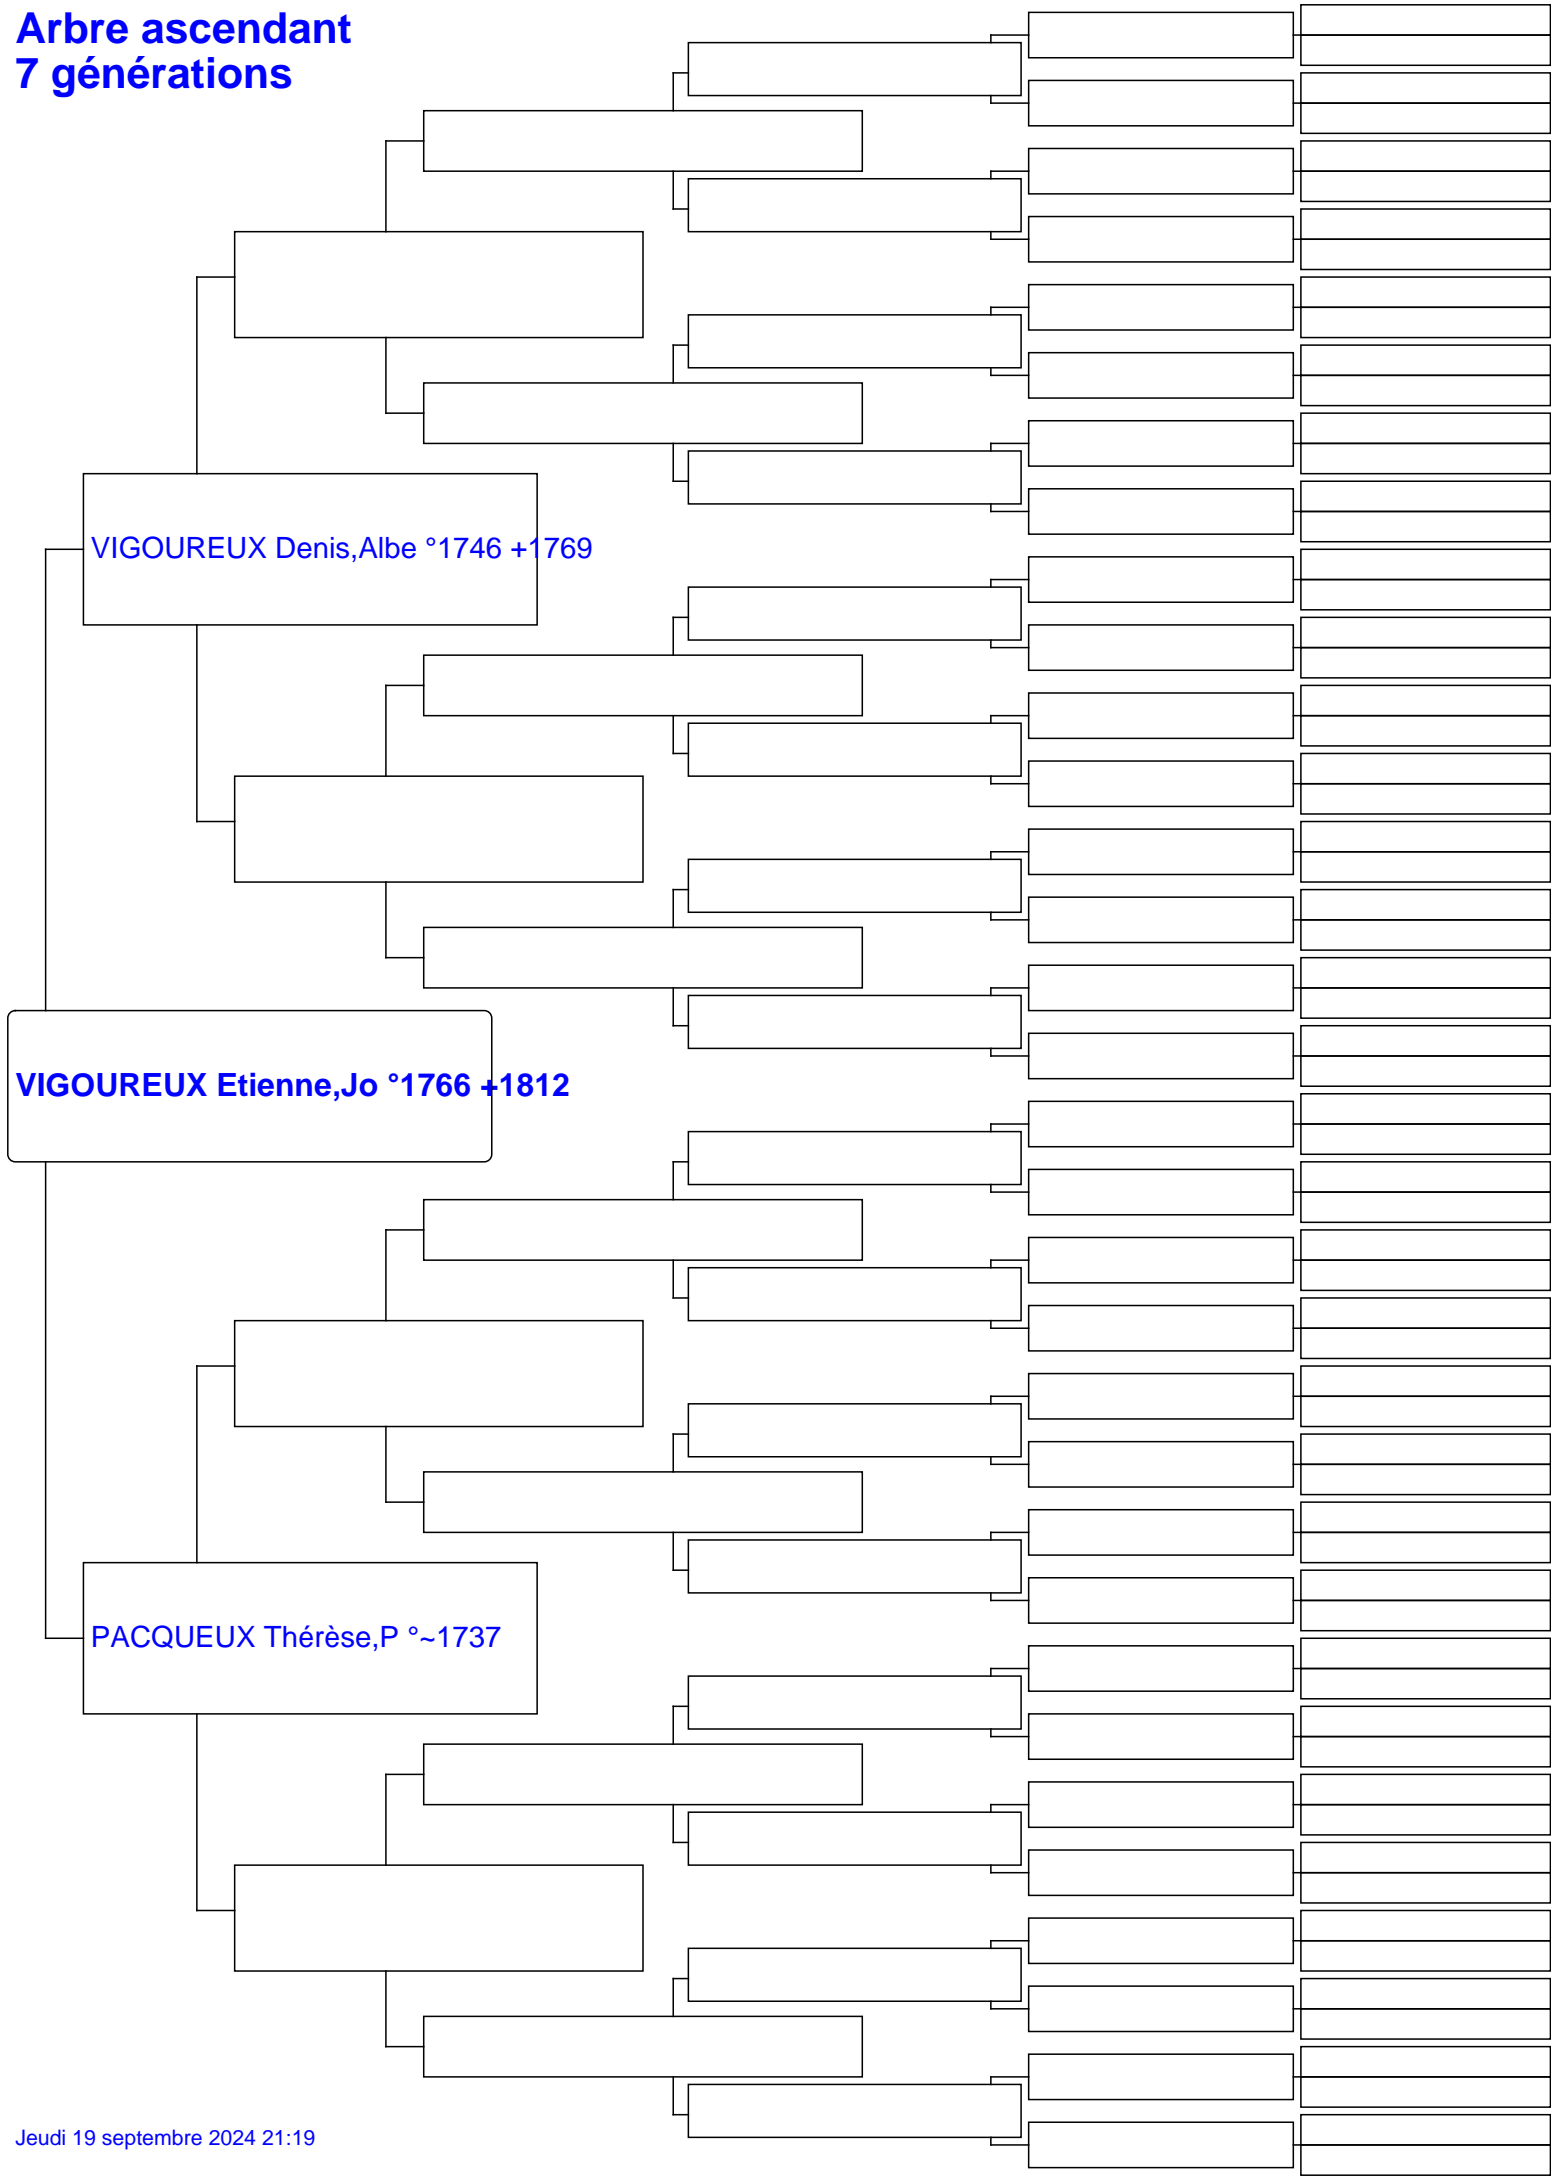 Arbre ascendant
7 générations
VIGOUREUX Denis,Albe °1746 +1769
VIGOUREUX Etienne,Jo °1766 +1812
PACQUEUX Thérèse,P °~1737
Jeudi 19 septembre 2024 21:19